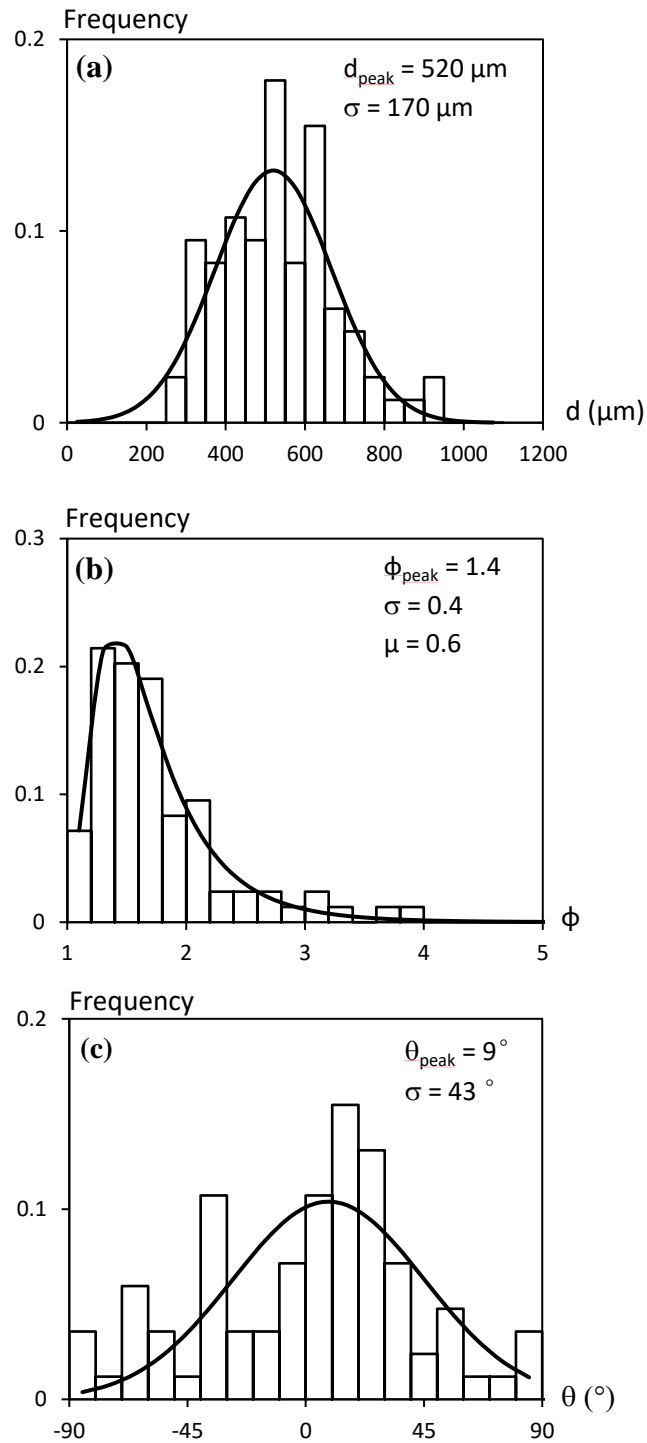 Frequency
0.2
(a)
d_peak = 520 μm
σ = 170 μm
0.1
0
d (μm)
0 200 400 600 800 1000 1200
Frequency
0.3
(b)
ϕ_peak = 1.4
σ = 0.4
μ = 0.6
0.2
0.1
0
ϕ
1 2 3 4 5
Frequency
0.2
(c)
θ_peak = 9°
σ = 43 °
0.1
0
θ (°)
-90 -45 0 45 90